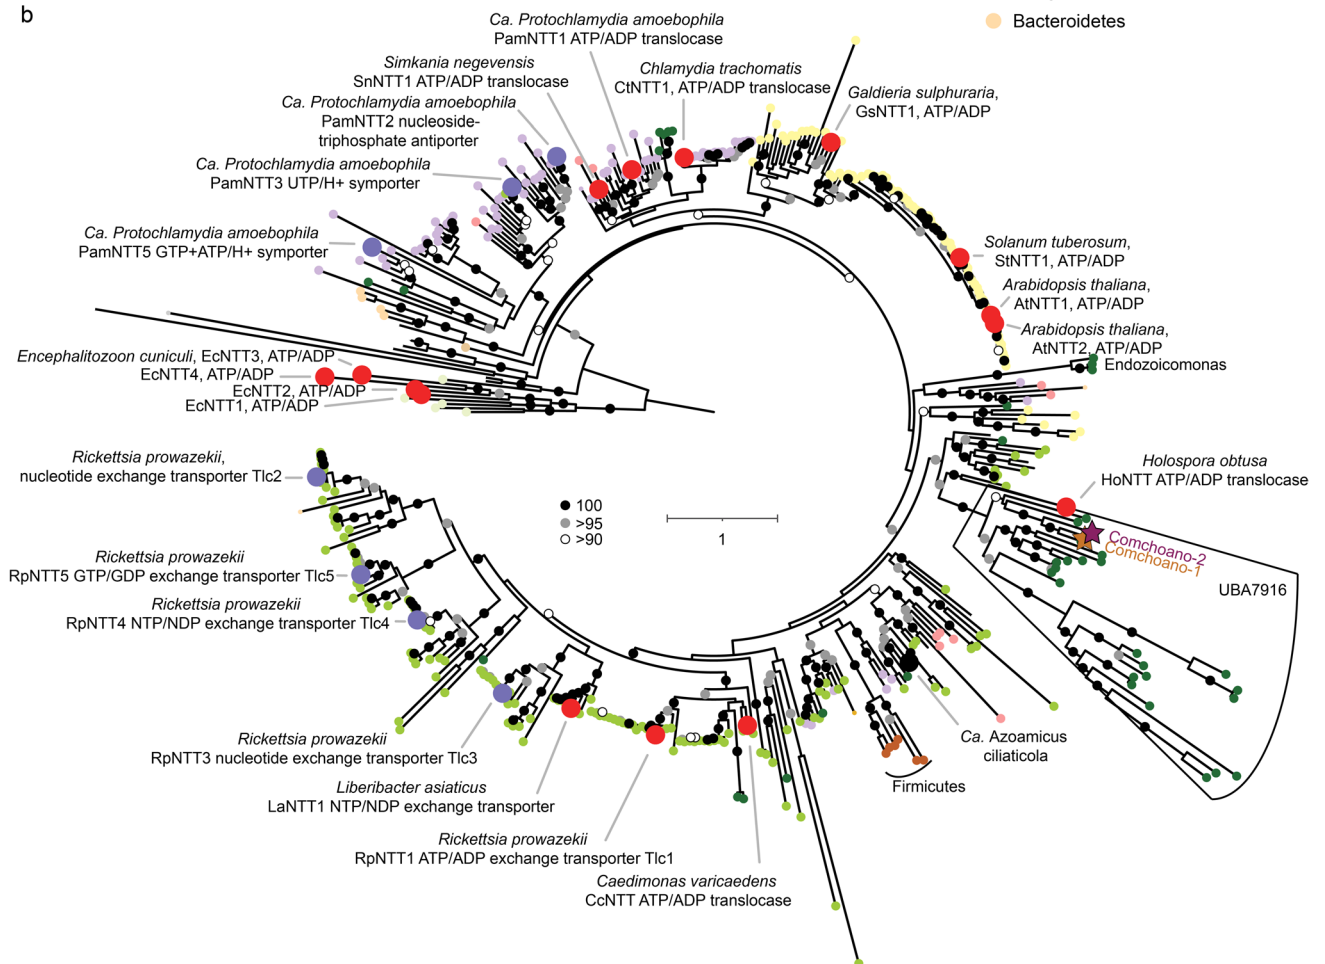 b
Bacteroidetes
Ca. Protochlamydia amoebophila
PamNTT1 ATP/ADP translocase
Simkania negevensis
SnNTT1 ATP/ADP translocase
Chlamydia trachomatis
CtNTT1, ATP/ADP translocase
Galdieria sulphuraria,
GsNTT1, ATP/ADP
Ca. Protochlamydia amoebophila
PamNTT2 nucleoside-
triphosphate antiporter
Ca. Protochlamydia amoebophila
PamNTT3 UTP/H+ symporter
Ca. Protochlamydia amoebophila
PamNTT5 GTP+ATP/H+ symporter
Solanum tuberosum,
StNTT1, ATP/ADP
Arabidopsis thaliana,
AtNTT1, ATP/ADP
Arabidopsis thaliana,
AtNTT2, ATP/ADP
Endozoicomonas
Encephalitozoon cuniculi, EcNTT3, ATP/ADP
EcNTT4, ATP/ADP
EcNTT2, ATP/ADP
EcNTT1, ATP/ADP
Rickettsia prowazekii,
nucleotide exchange transporter Tlc2
Holospora obtusa
HoNTT ATP/ADP translocase
100
>95
>90
1
Comchoano-2
Comchoano-1
UBA7916
Rickettsia prowazekii
RpNTT5 GTP/GDP exchange transporter Tlc5
Rickettsia prowazekii
RpNTT4 NTP/NDP exchange transporter Tlc4
Rickettsia prowazekii
RpNTT3 nucleotide exchange transporter Tlc3
Liberibacter asiaticus
LaNTT1 NTP/NDP exchange transporter
Rickettsia prowazekii
RpNTT1 ATP/ADP exchange transporter Tlc1
Caedimonas varicaedens
CcNTT ATP/ADP translocase
Ca. Azoamicus
ciliaticola
Firmicutes